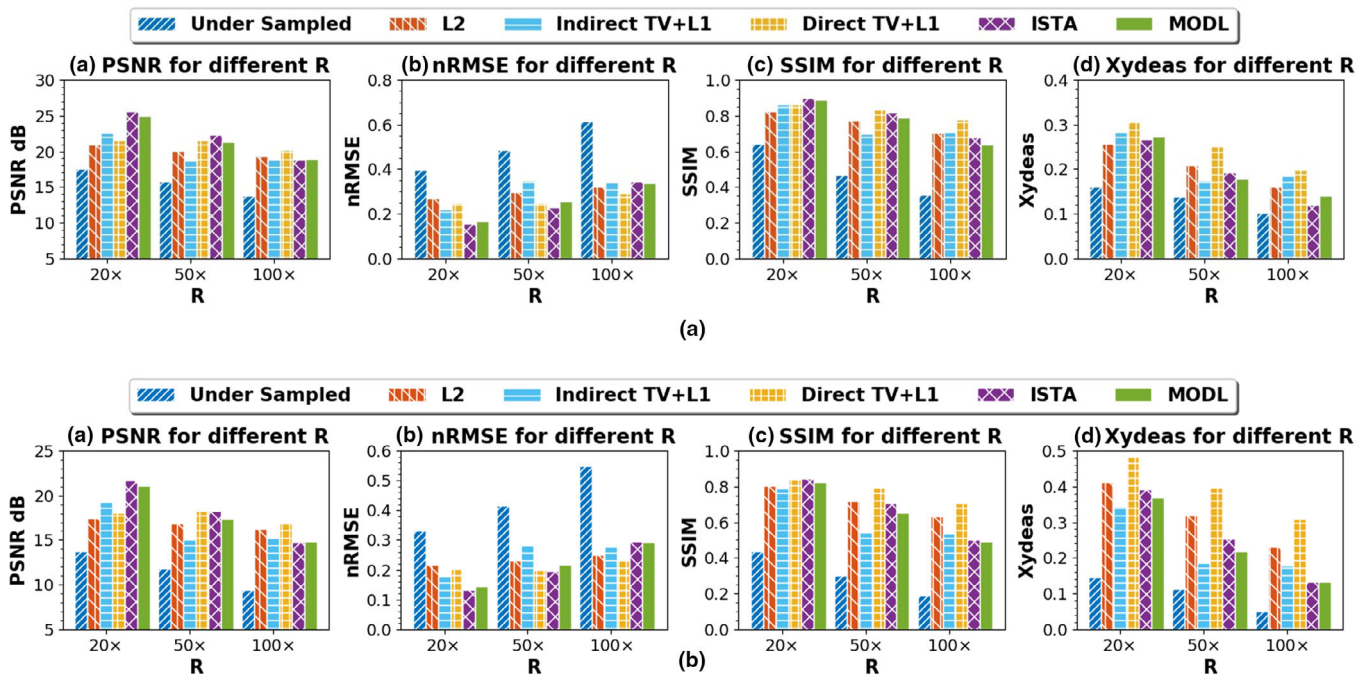 Under Sampled L2 Indirect TV+L1 Direct TV+L1 ISTA MODL
(a) PSNR for different R
30
25
20
15
10
5
PSNR dB
20× 50× 100×
R
(b) nRMSE for different R
0.8
0.6
0.4
0.2
0.0
nRMSE
20× 50× 100×
R
(c) SSIM for different R
1.0
0.8
0.6
0.4
0.2
0.0
SSIM
20× 50× 100×
R
(d) Xydeas for different R
0.4
0.3
0.2
0.1
0.0
Xydeas
20× 50× 100×
R
(a)
Under Sampled L2 Indirect TV+L1 Direct TV+L1 ISTA MODL
(a) PSNR for different R
25
20
15
10
5
PSNR dB
20× 50× 100×
R
(b) nRMSE for different R
0.6
0.5
0.4
0.3
0.2
0.1
0.0
nRMSE
20× 50× 100×
R
(c) SSIM for different R
1.0
0.8
0.6
0.4
0.2
0.0
SSIM
20× 50× 100×
R
(d) Xydeas for different R
0.5
0.4
0.3
0.2
0.1
0.0
Xydeas
20× 50× 100×
R
(b)